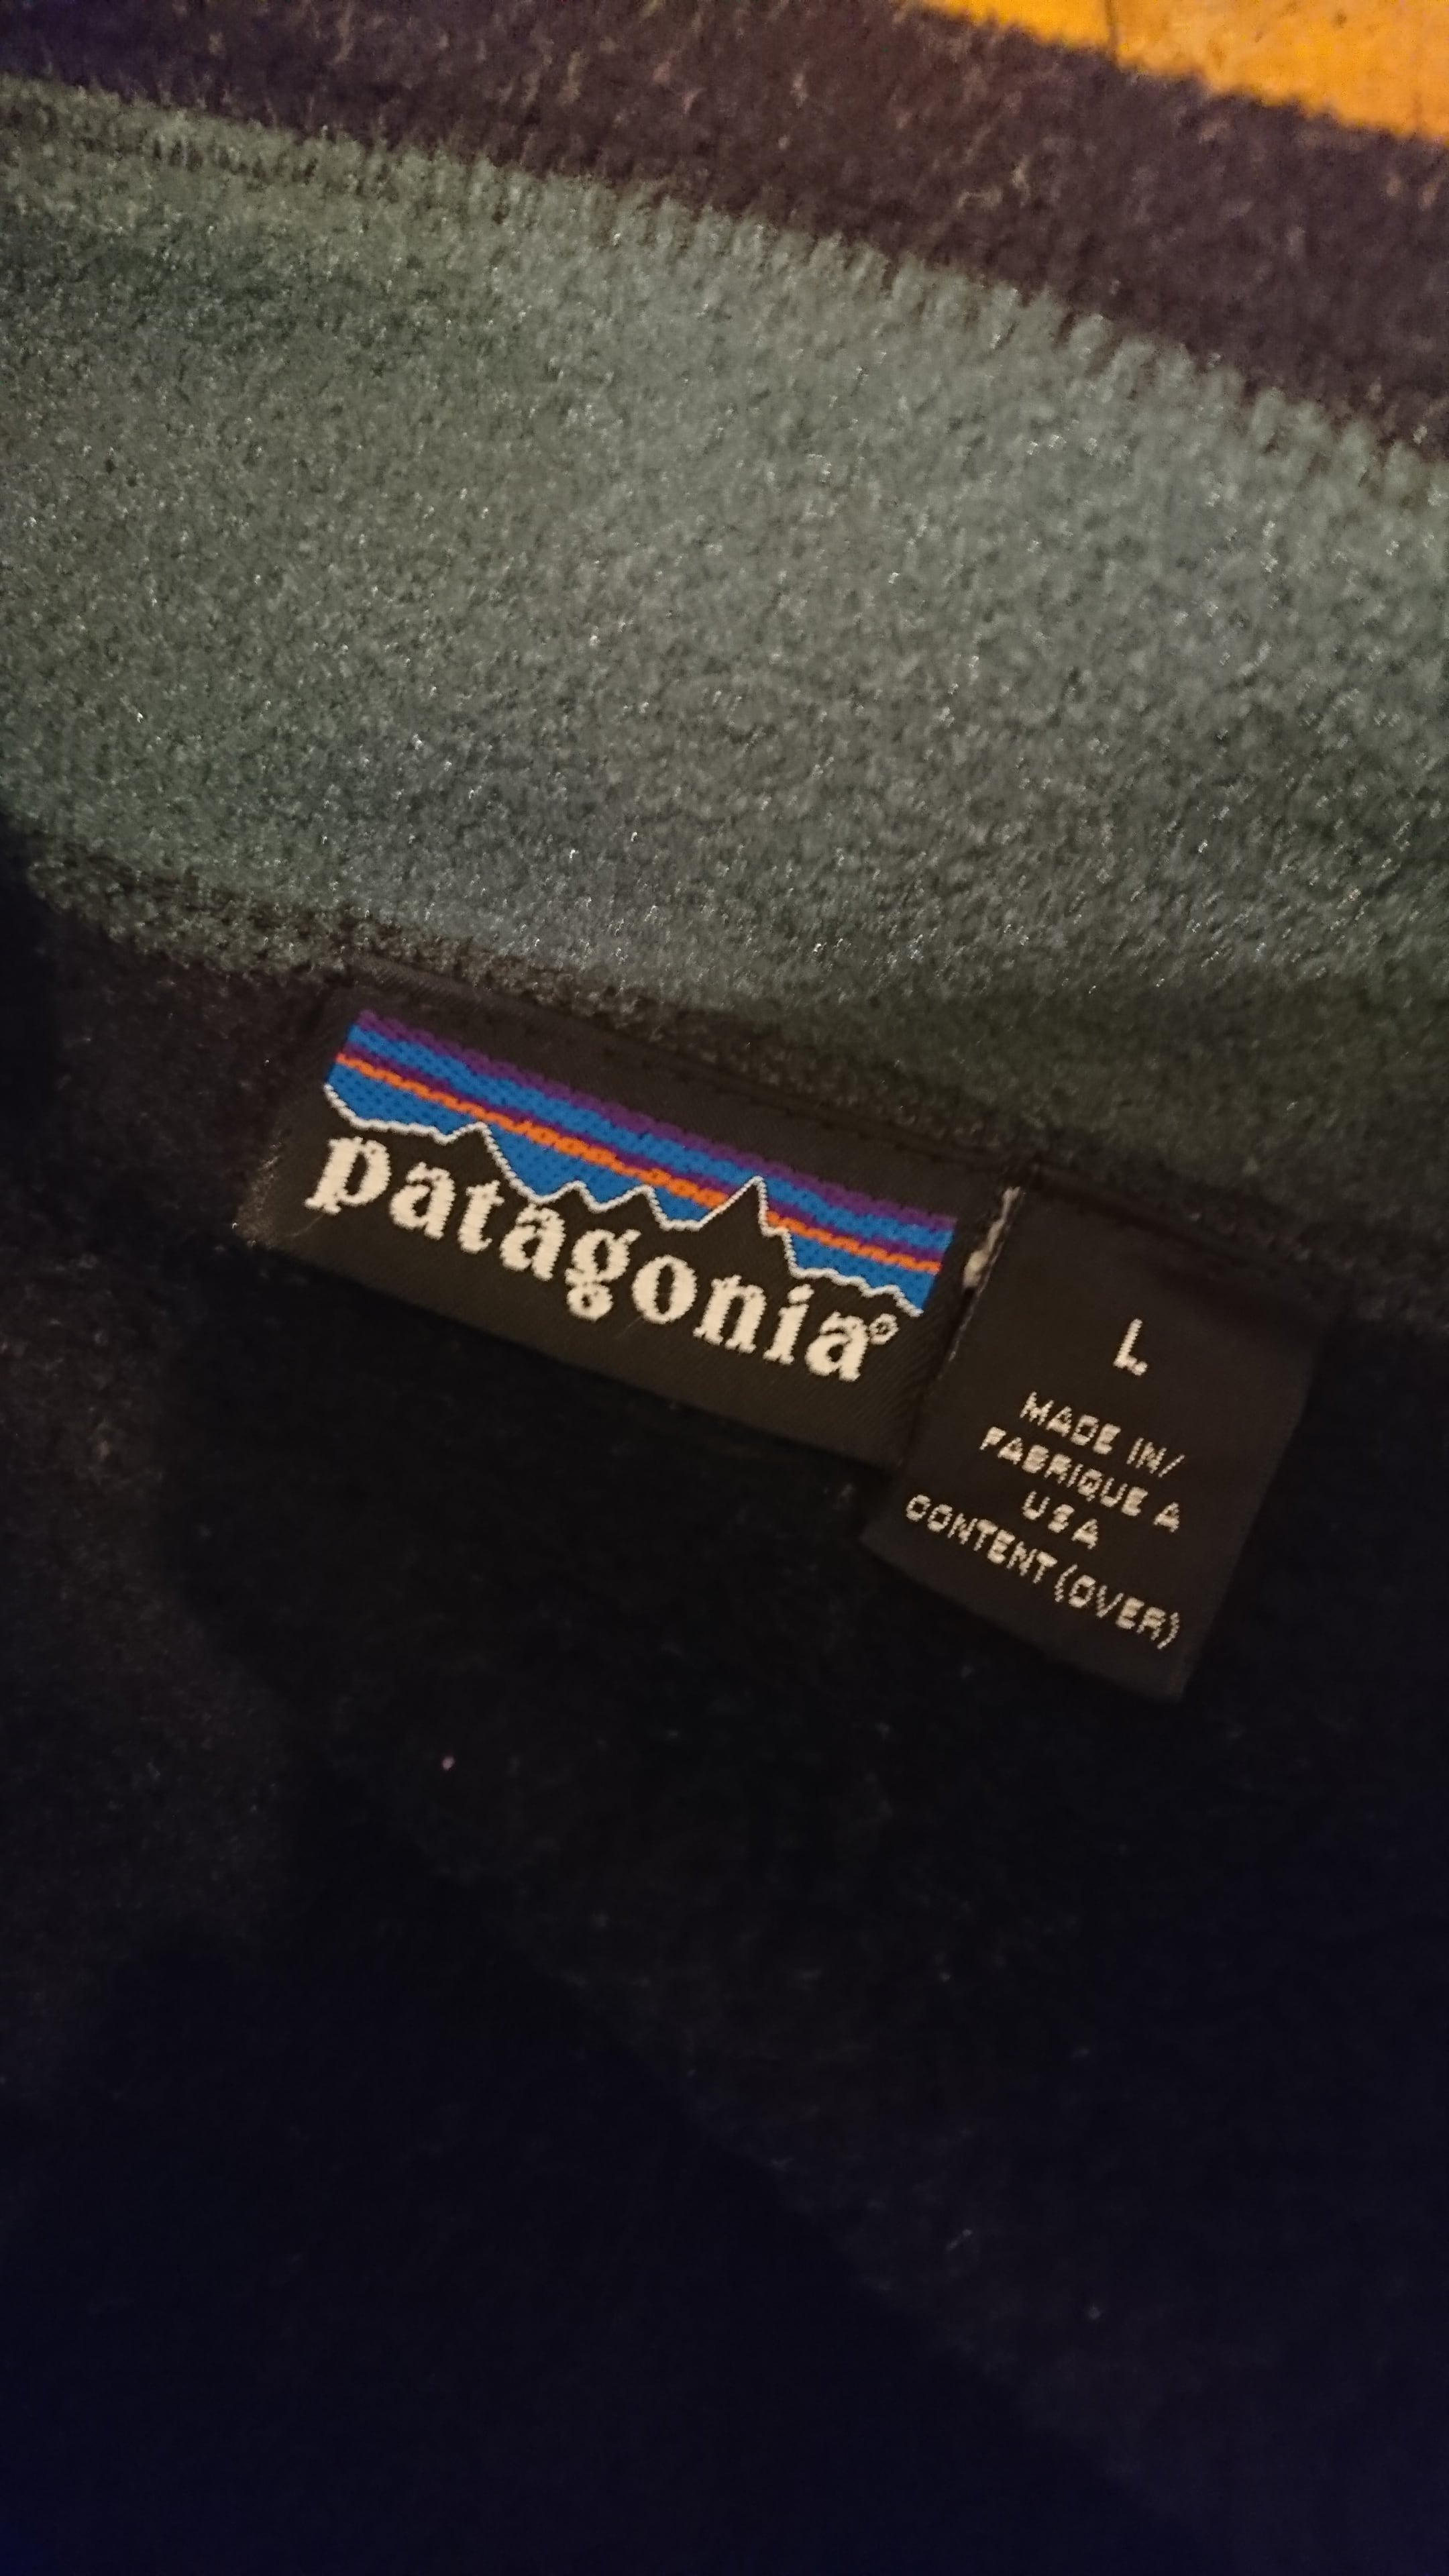 patagonia®
L
MADE IN/
FABRIQUE A
USA
CONTENT (OVER)